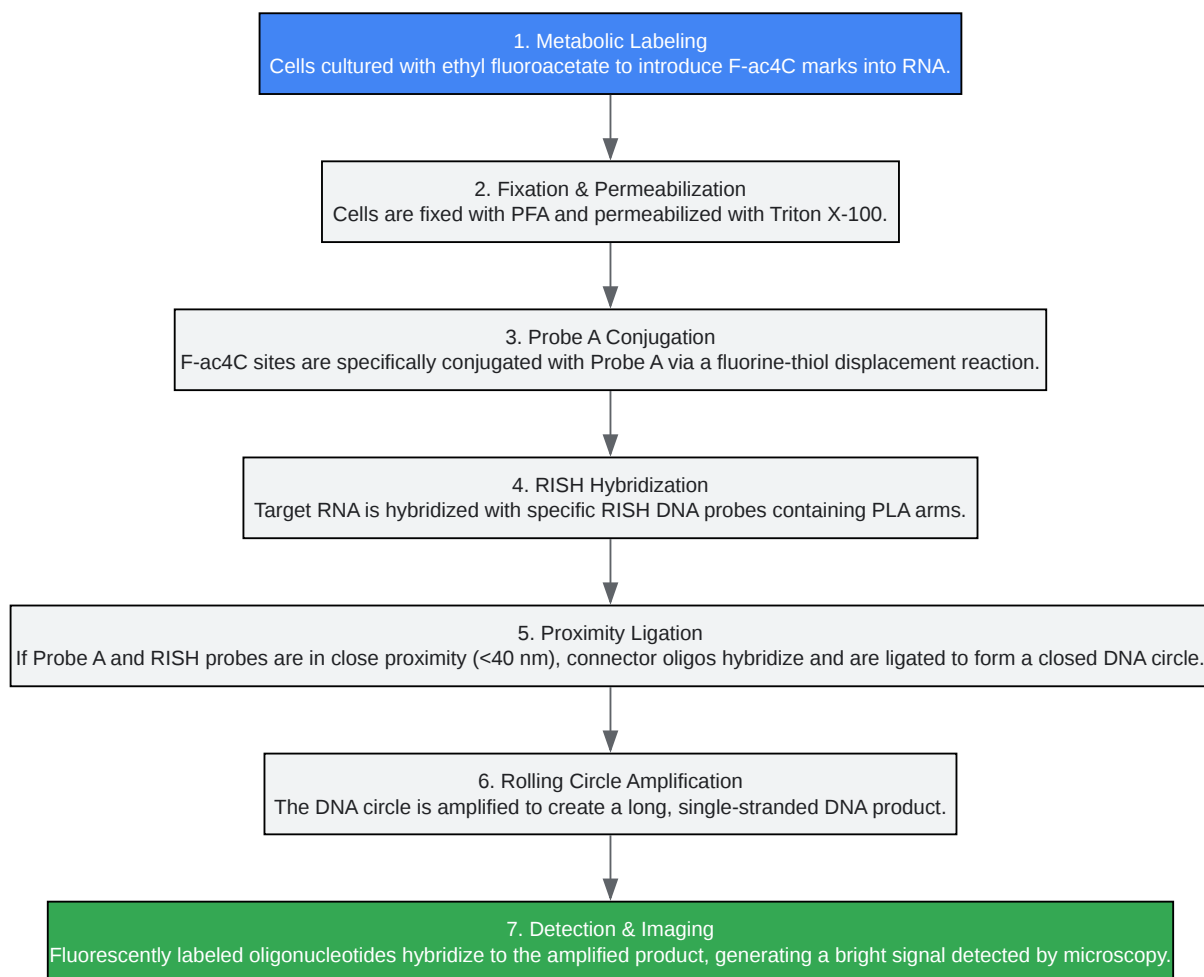 1. Metabolic Labeling
Cells cultured with ethyl fluoroacetate to introduce F-ac4C marks into RNA.
2. Fixation & Permeabilization
Cells are fixed with PFA and permeabilized with Triton X-100.
3. Probe A Conjugation
F-ac4C sites are specifically conjugated with Probe A via a fluorine-thiol displacement reaction.
4. RISH Hybridization
Target RNA is hybridized with specific RISH DNA probes containing PLA arms.
5. Proximity Ligation
If Probe A and RISH probes are in close proximity (<40 nm), connector oligos hybridize and are ligated to form a closed DNA circle.
6. Rolling Circle Amplification
The DNA circle is amplified to create a long, single-stranded DNA product.
7. Detection & Imaging
Fluorescently labeled oligonucleotides hybridize to the amplified product, generating a bright signal detected by microscopy.